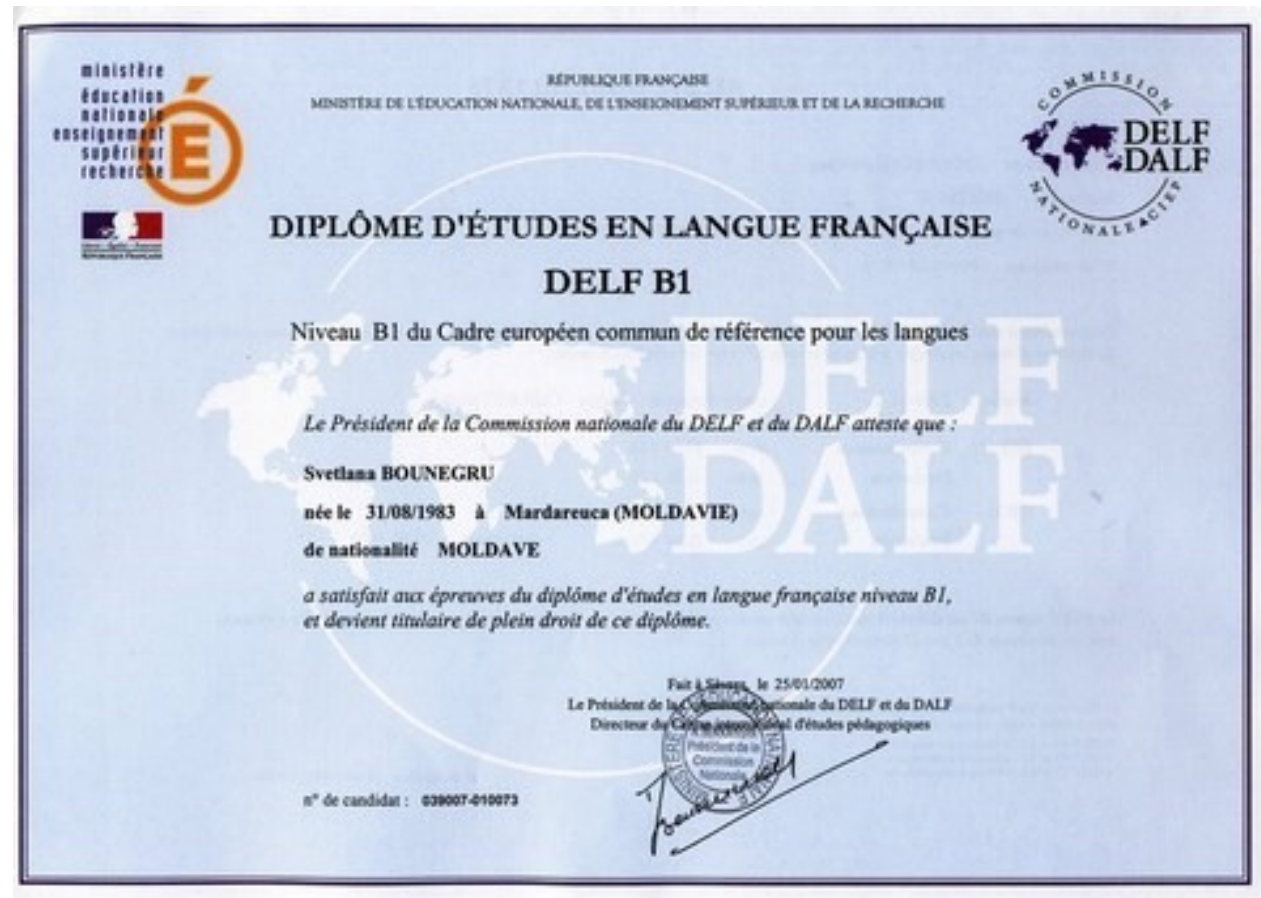 ministère
éducation
nationale
enseignement
supérieur
recherche
RÉPUBLIQUE FRANÇAISE
MINISTÈRE DE L'ÉDUCATION NATIONALE, DE L'ENSEIGNEMENT SUPÉRIEUR ET DE LA RECHERCHE
COMMISSION
DELF
DALF
NATIONALE CIEP
DIPLÔME D'ÉTUDES EN LANGUE FRANÇAISE
DELF B1
Niveau B1 du Cadre européen commun de référence pour les langues
DELF
DALF
Le Président de la Commission nationale du DELF et du DALF atteste que :
Svetlana BOUNEGRU
née le 31/08/1983 à Mardareuca (MOLDAVIE)
de nationalité MOLDAVE
a satisfait aux épreuves du diplôme d'études en langue française niveau B1,
et devient titulaire de plein droit de ce diplôme.
Fait à Sèvres, le 25/01/2007
Le Président de la Commission nationale du DELF et du DALF
Directeur du Centre international d'études pédagogiques
Président de la
Commission
Nationale
n° de candidat : 039007-010073